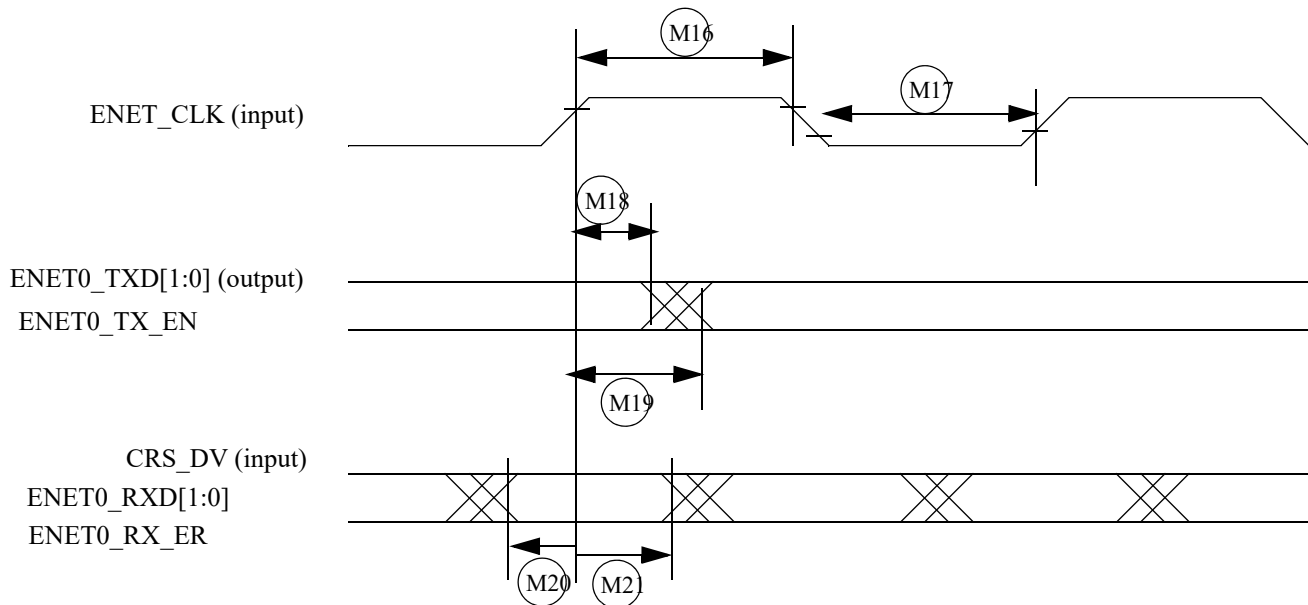 M16
M17
ENET_CLK (input)
M18
ENET0_TXD[1:0] (output)
ENET0_TX_EN
M19
CRS_DV (input)
ENET0_RXD[1:0]
ENET0_RX_ER
M20
M21